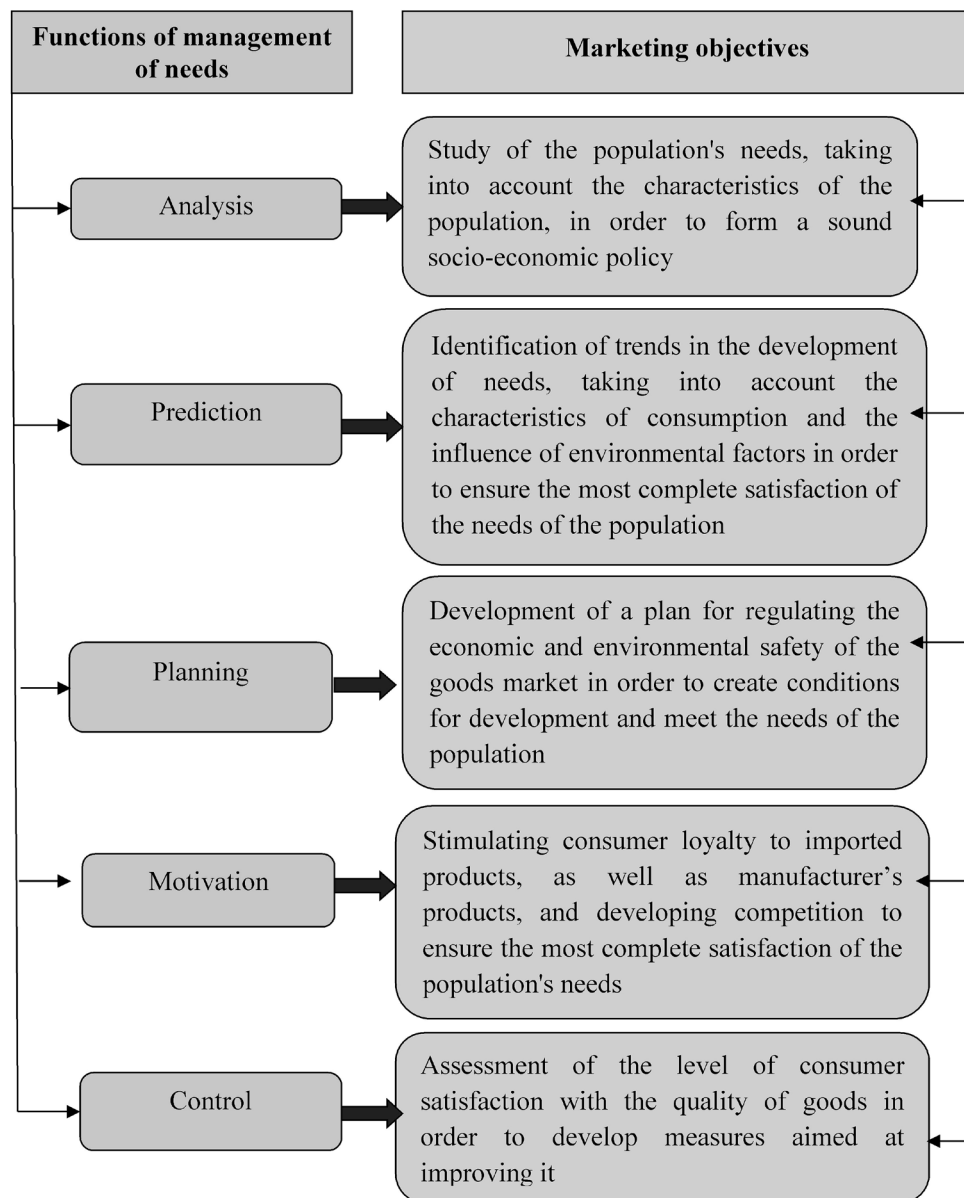 Functions of management
of needs
Marketing objectives
Analysis
Study of the population's needs, taking
into account the characteristics of the
population, in order to form a sound
socio-economic policy
Prediction
Identification of trends in the development
of needs, taking into account the
characteristics of consumption and the
influence of environmental factors in order
to ensure the most complete satisfaction of
the needs of the population
Planning
Development of a plan for regulating the
economic and environmental safety of the
goods market in order to create conditions
for development and meet the needs of the
population
Motivation
Stimulating consumer loyalty to imported
products, as well as manufacturer’s
products, and developing competition to
ensure the most complete satisfaction of the
population's needs
Control
Assessment of the level of consumer
satisfaction with the quality of goods in
order to develop measures aimed at
improving it